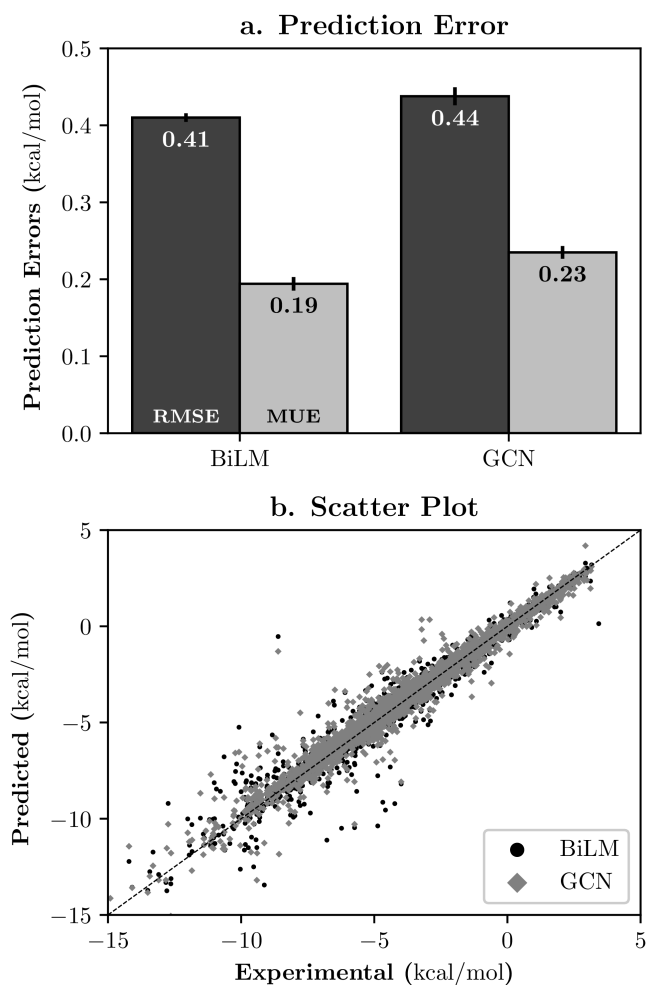 a. Prediction Error
Prediction Errors (kcal/mol)
0.5
0.4
0.3
0.2
0.1
0.0
0.41
0.19
0.44
0.23
RMSE
MUE
BiLM
GCN
b. Scatter Plot
Predicted (kcal/mol)
5
0
−5
−10
−15
BiLM
GCN
−15
−10
−5
0
5
Experimental (kcal/mol)